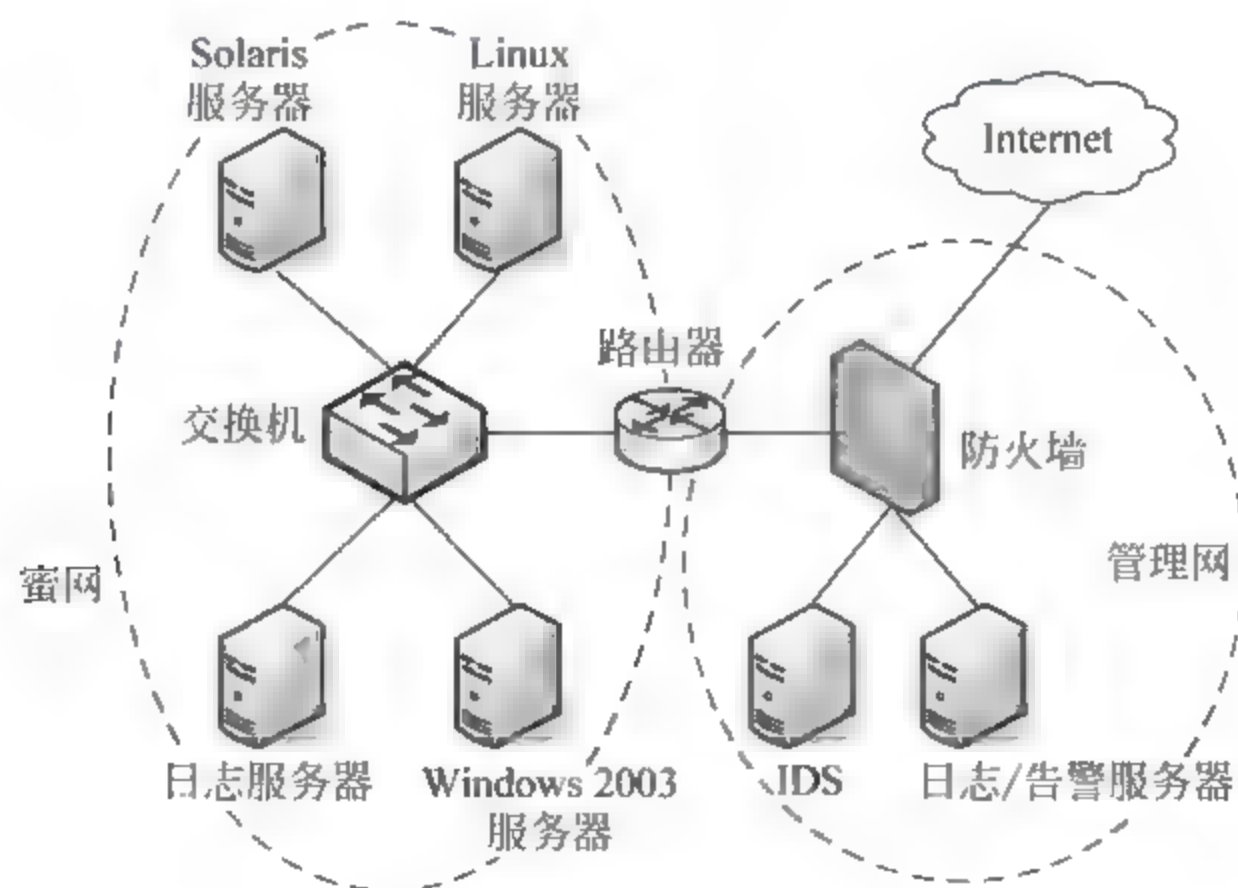 Solaris
服务器
Linux
服务器
Internet
路由器
交换机
防火墙
蜜网
管理网
日志服务器
Windows 2003
服务器
IDS
日志/告警服务器